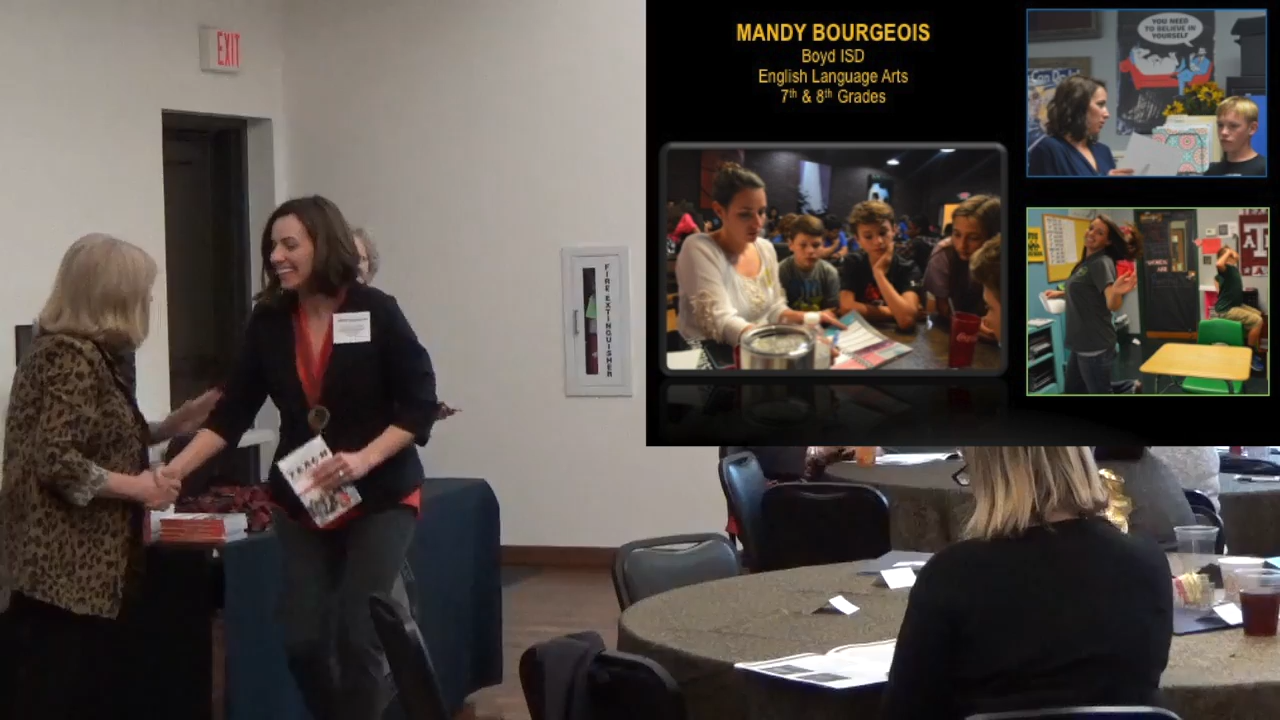 EXIT
FIRE EXTINGUISHER
TEACH
MANDY BOURGEOIS
Boyd ISD
English Language Arts
7th & 8th Grades
YOU NEED
TO BELIEVE IN
YOURSELF